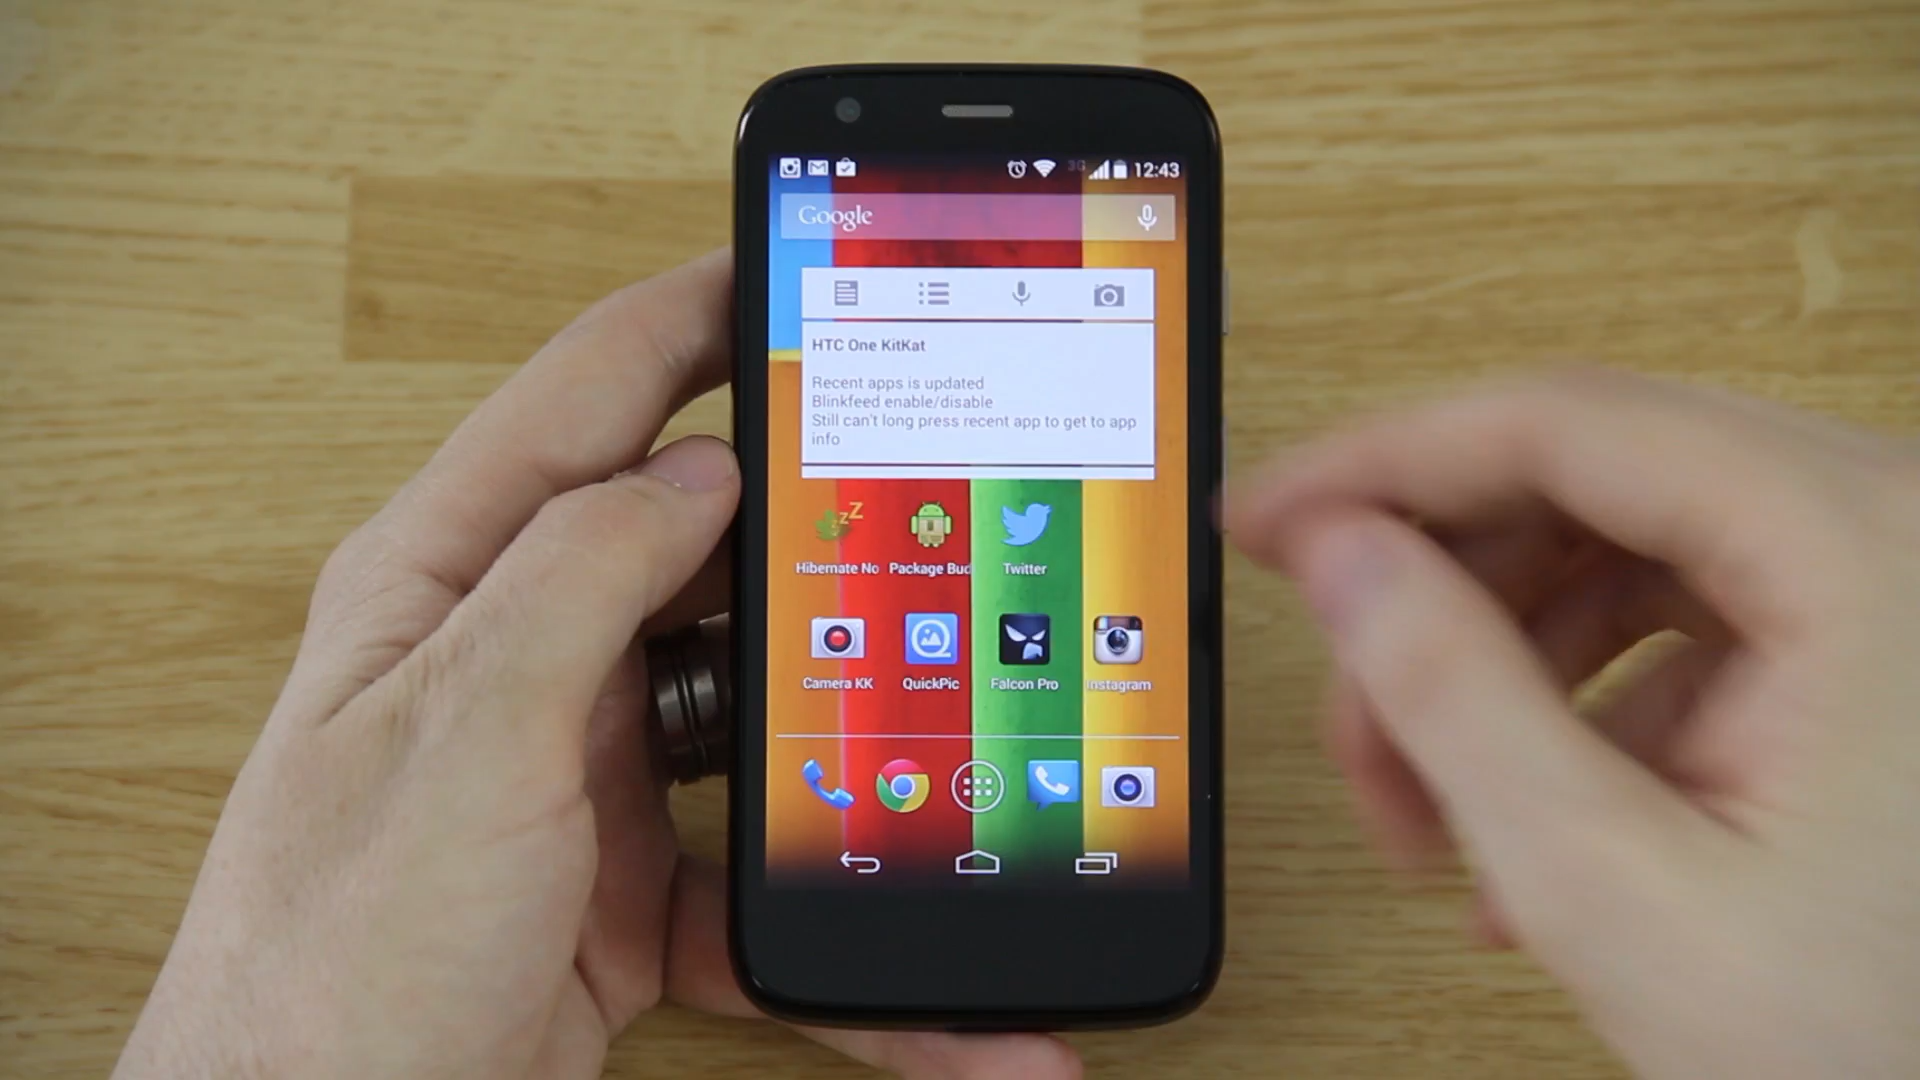 3G 12:43
Google
HTC One KitKat
Recent apps is updated
Blinkfeed enable/disable
Still can't long press recent app to get to app
info
Hibernate No Package Bud Twitter
Camera KK QuickPic Falcon Pro Instagram